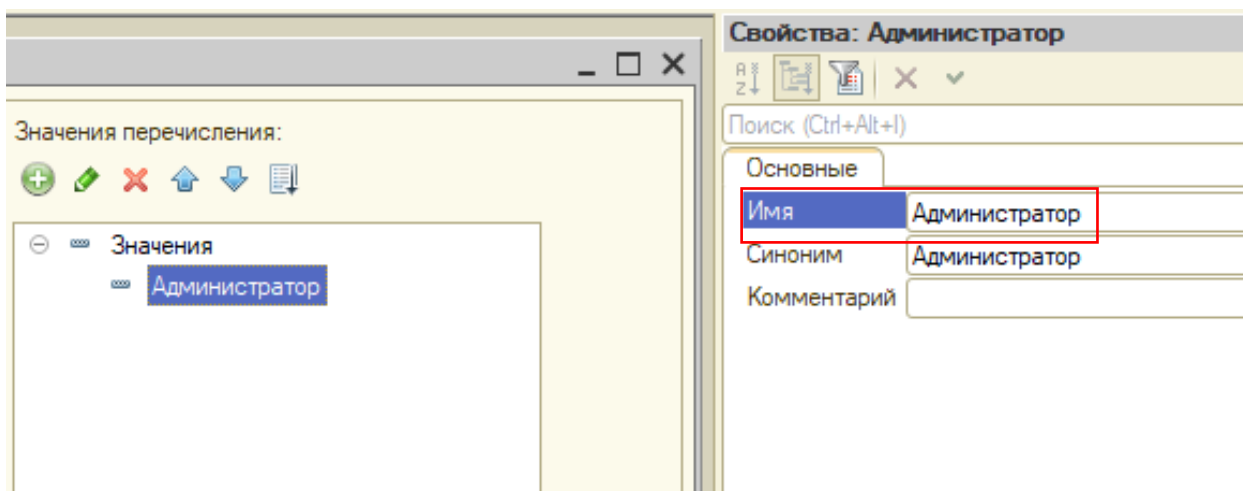 Свойства: Администратор
Поиск (Ctrl+Alt+I)
Значения перечисления:
Значения
Администратор
Основные
Имя Администратор
Синоним Администратор
Комментарий